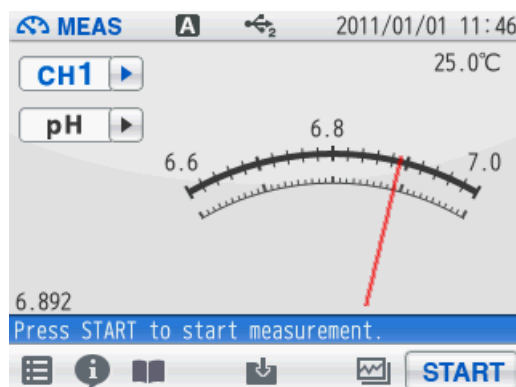 MEAS A 2 2011/01/01 11:46
CH1 25.0℃
pH
6.8
6.6 7.0
6.892
Press START to start measurement.
START